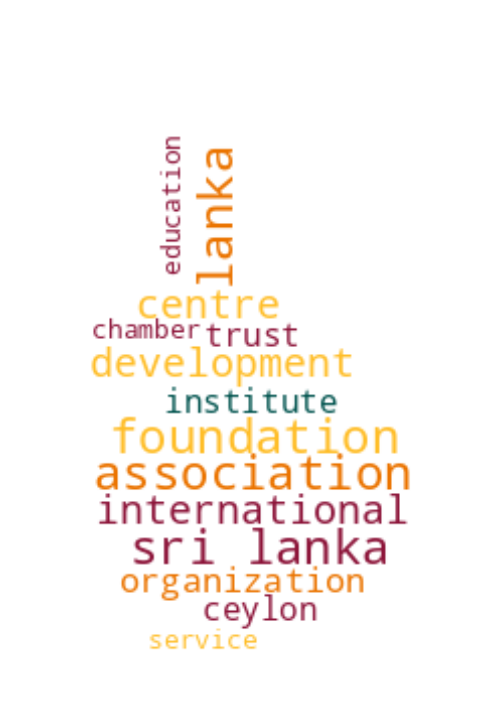 education
lanka
centre
chamber trust
development
institute
foundation
association
international
sri lanka
organization
ceylon
service